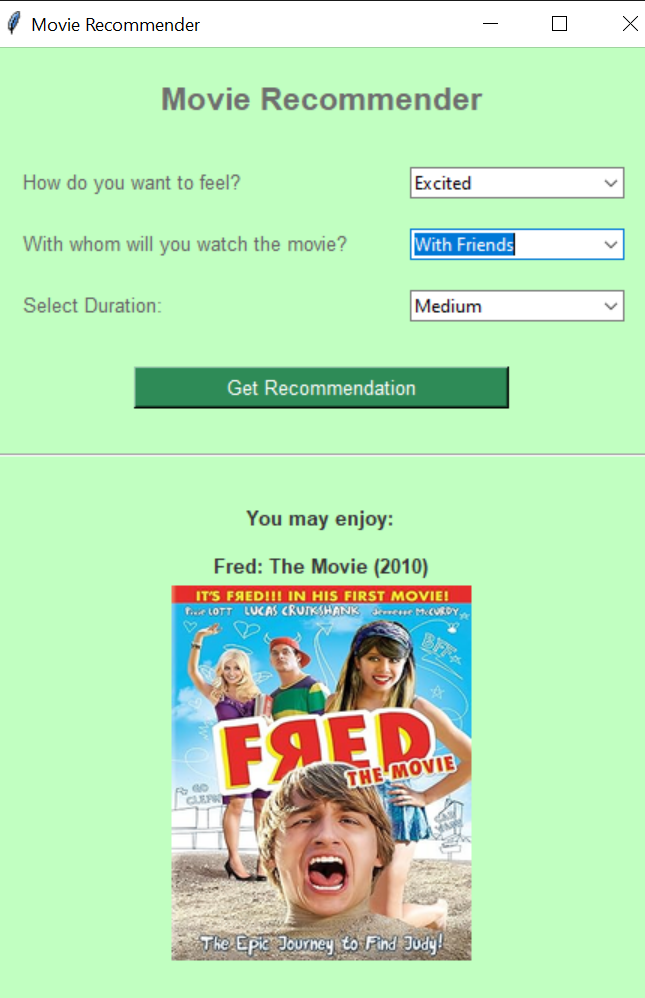 Movie Recommender
Movie Recommender
How do you want to feel?
Excited
With whom will you watch the movie?
With Friends
Select Duration:
Medium
Get Recommendation
You may enjoy:
Fred: The Movie (2010)
IT'S FRED!!! IN HIS FIRST MOVIE!
Pixie LOTT LUCAS CRUIKSHANK Jennette McCURDY
BFF
FRED
THE MOVIE
The Epic Journey to Find Judy!